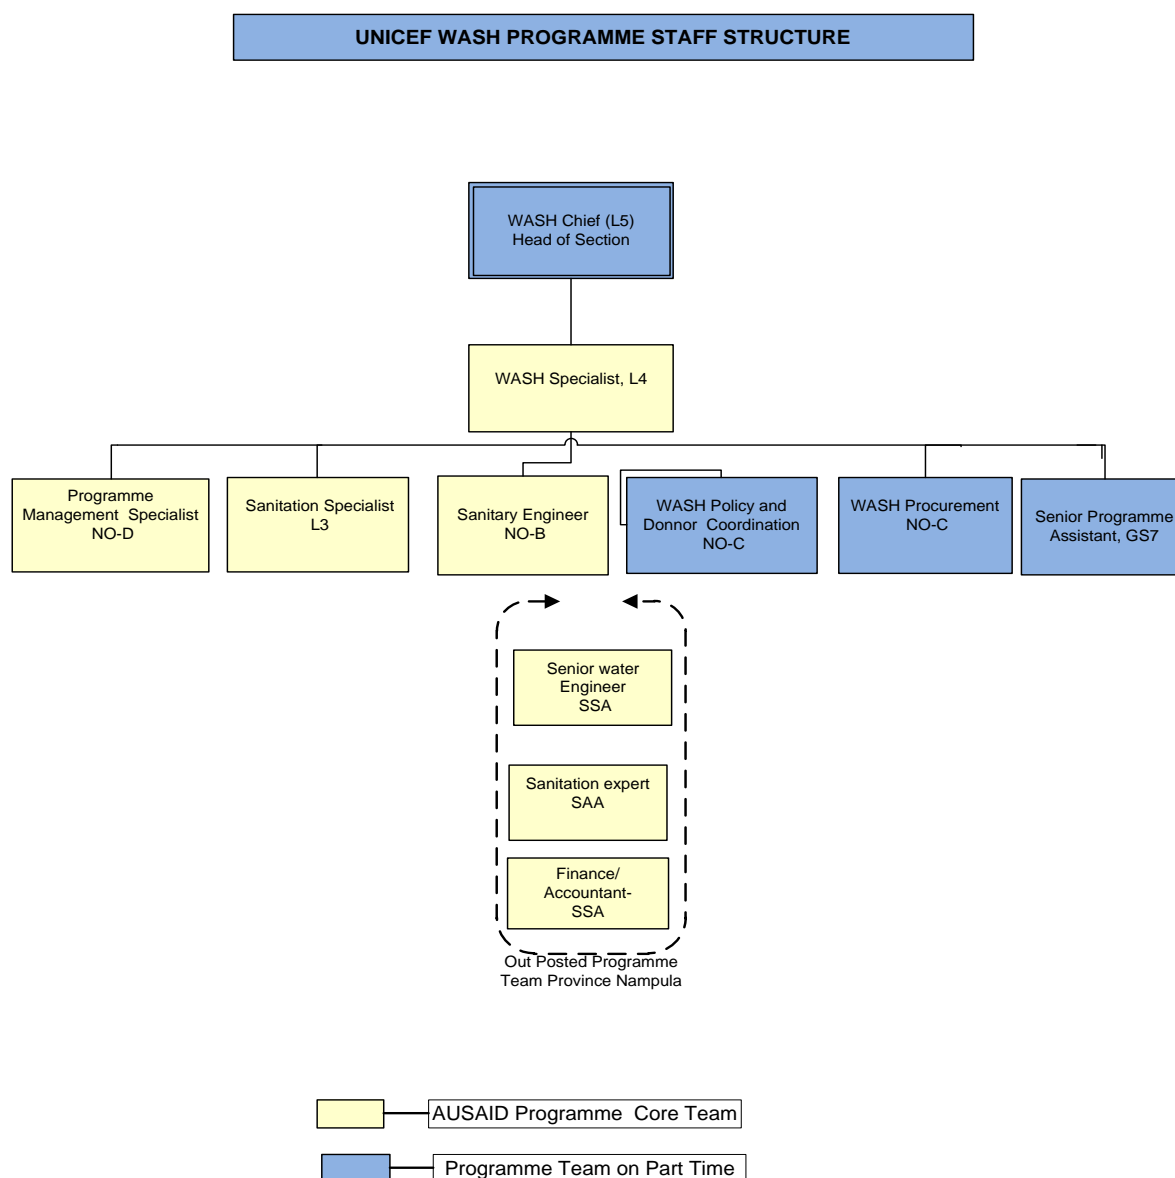 UNICEF WASH PROGRAMME STAFF STRUCTURE
WASH Chief (L5)
Head of Section
WASH Specialist, L4
Programme
Management Specialist
NO-D
Sanitation Specialist
L3
Sanitary Engineer
NO-B
WASH Policy and
Donnor Coordination
NO-C
WASH Procurement
NO-C
Senior Programme
Assistant, GS7
Senior water
Engineer
SSA
Sanitation expert
SAA
Finance/
Accountant-
SSA
Out Posted Programme
Team Province Nampula
AUSAID Programme Core Team
Programme Team on Part Time